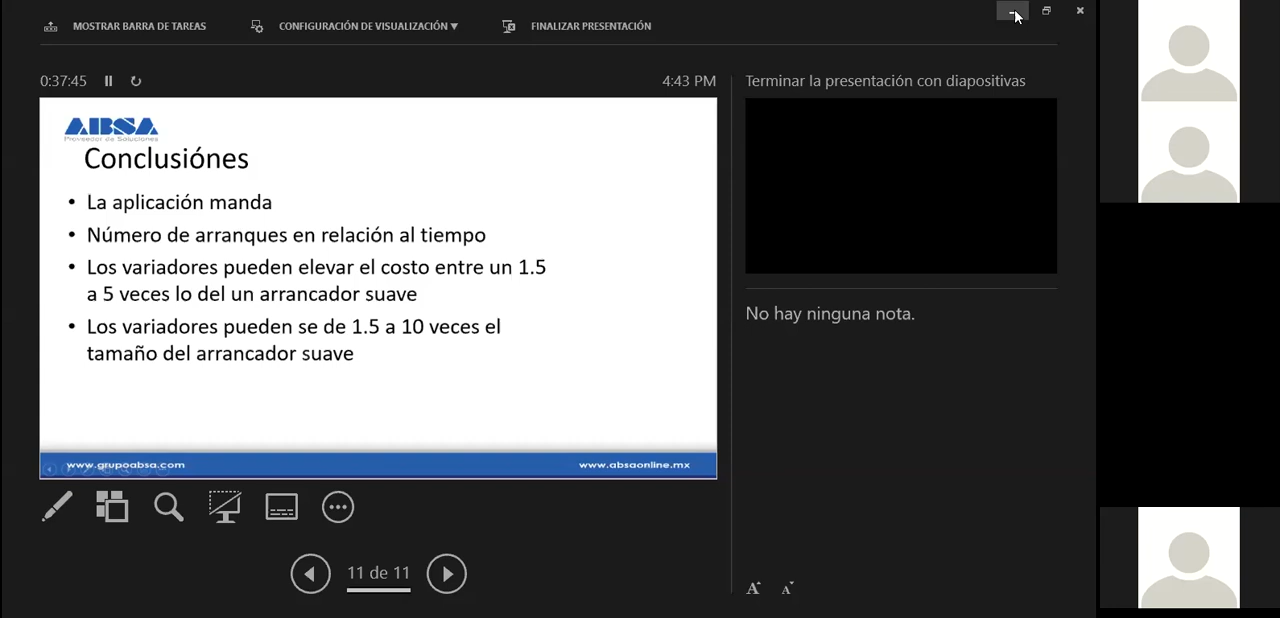 MOSTRAR BARRA DE TAREAS
CONFIGURACIÓN DE VISUALIZACIÓN ▼
FINALIZAR PRESENTACIÓN
0:37:45
4:43 PM
Terminar la presentación con diapositivas
ABSA
Proveedor de Soluciones
Conclusiónes
• La aplicación manda
• Número de arranques en relación al tiempo
• Los variadores pueden elevar el costo entre un 1.5
a 5 veces lo del un arrancador suave
• Los variadores pueden se de 1.5 a 10 veces el
tamaño del arrancador suave
www.grupoabsa.com
www.absaonline.mx
No hay ninguna nota.
11 de 11
A A